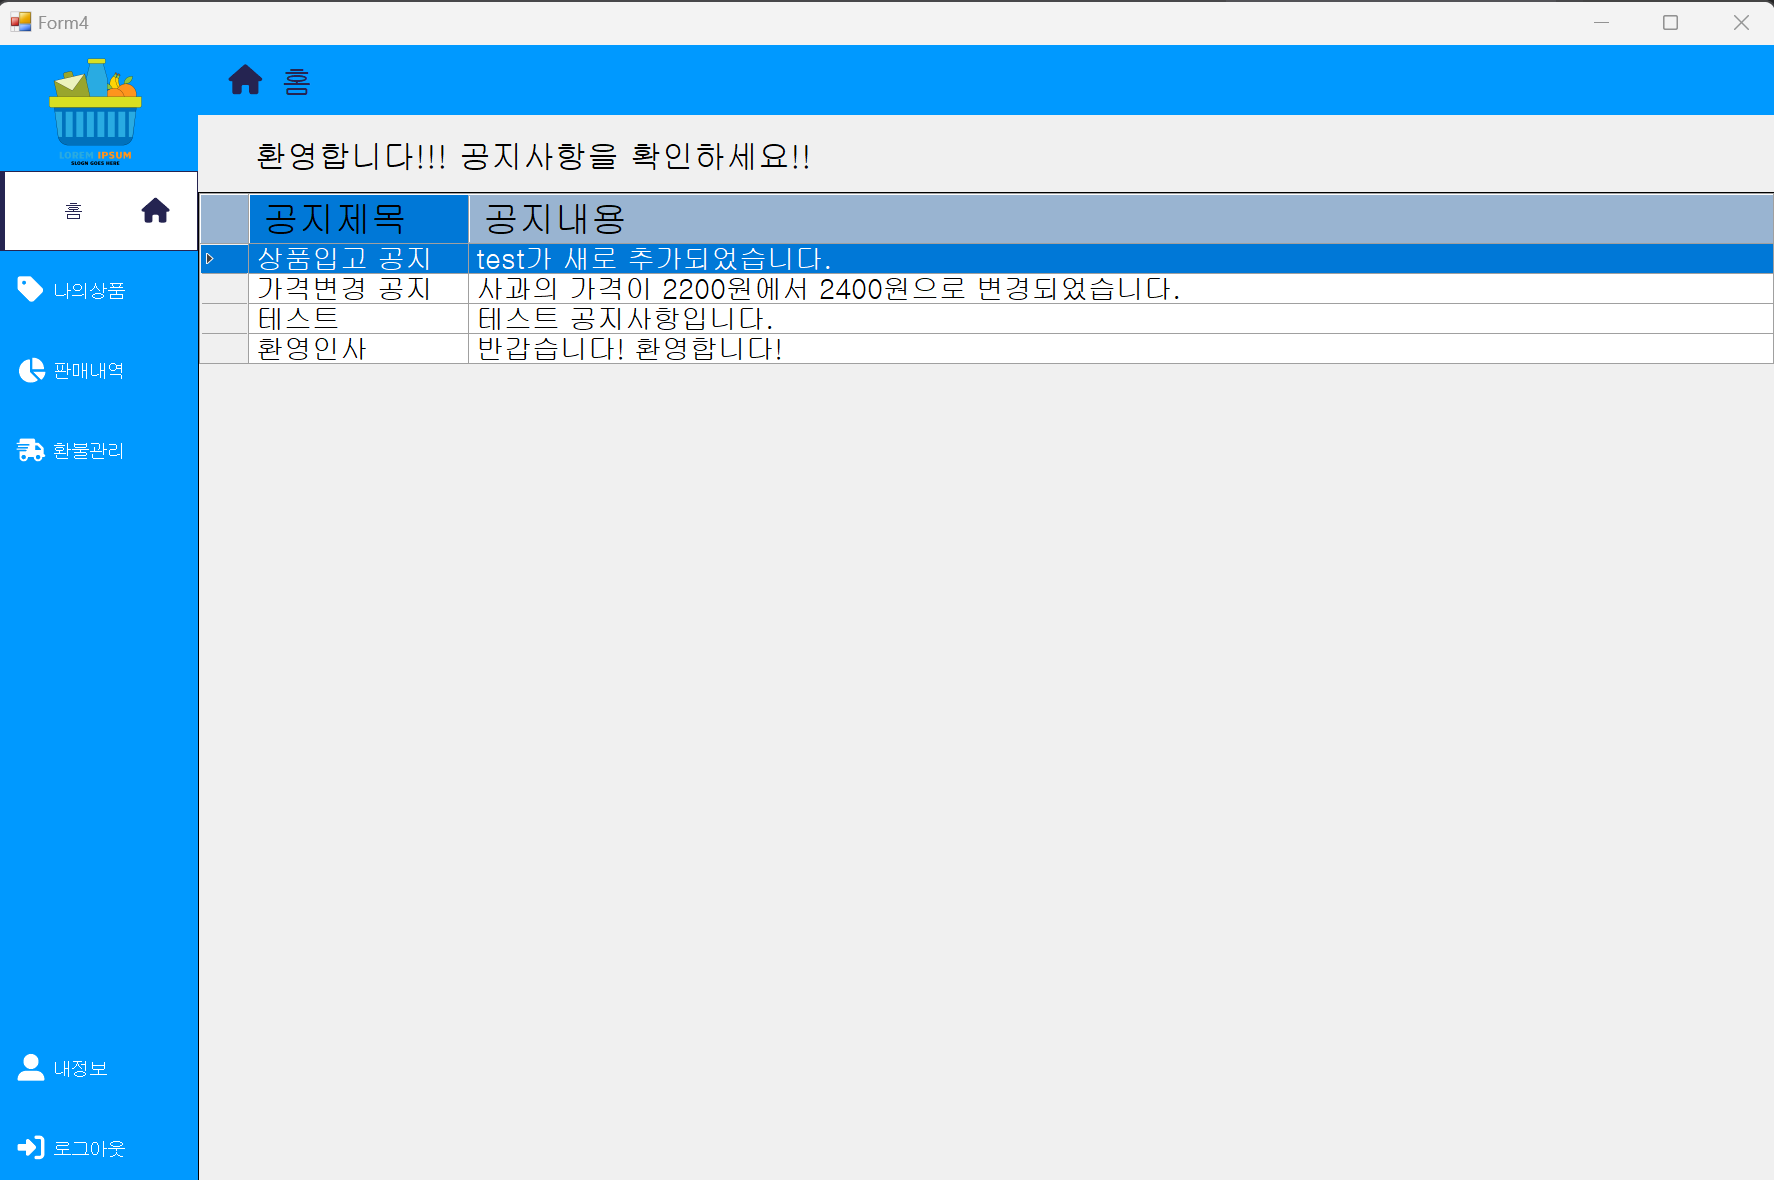 Form4
LOREM IPSUM
SLOGN GOES HERE
홈
홈
나의상품
판매내역
환불관리
내정보
로그아웃
환영합니다!!! 공지사항을 확인하세요!!
공지제목 공지내용
상품입고 공지 test가 새로 추가되었습니다.
가격변경 공지 사과의 가격이 2200원에서 2400원으로 변경되었습니다.
테스트 테스트 공지사항입니다.
환영인사 반갑습니다! 환영합니다!